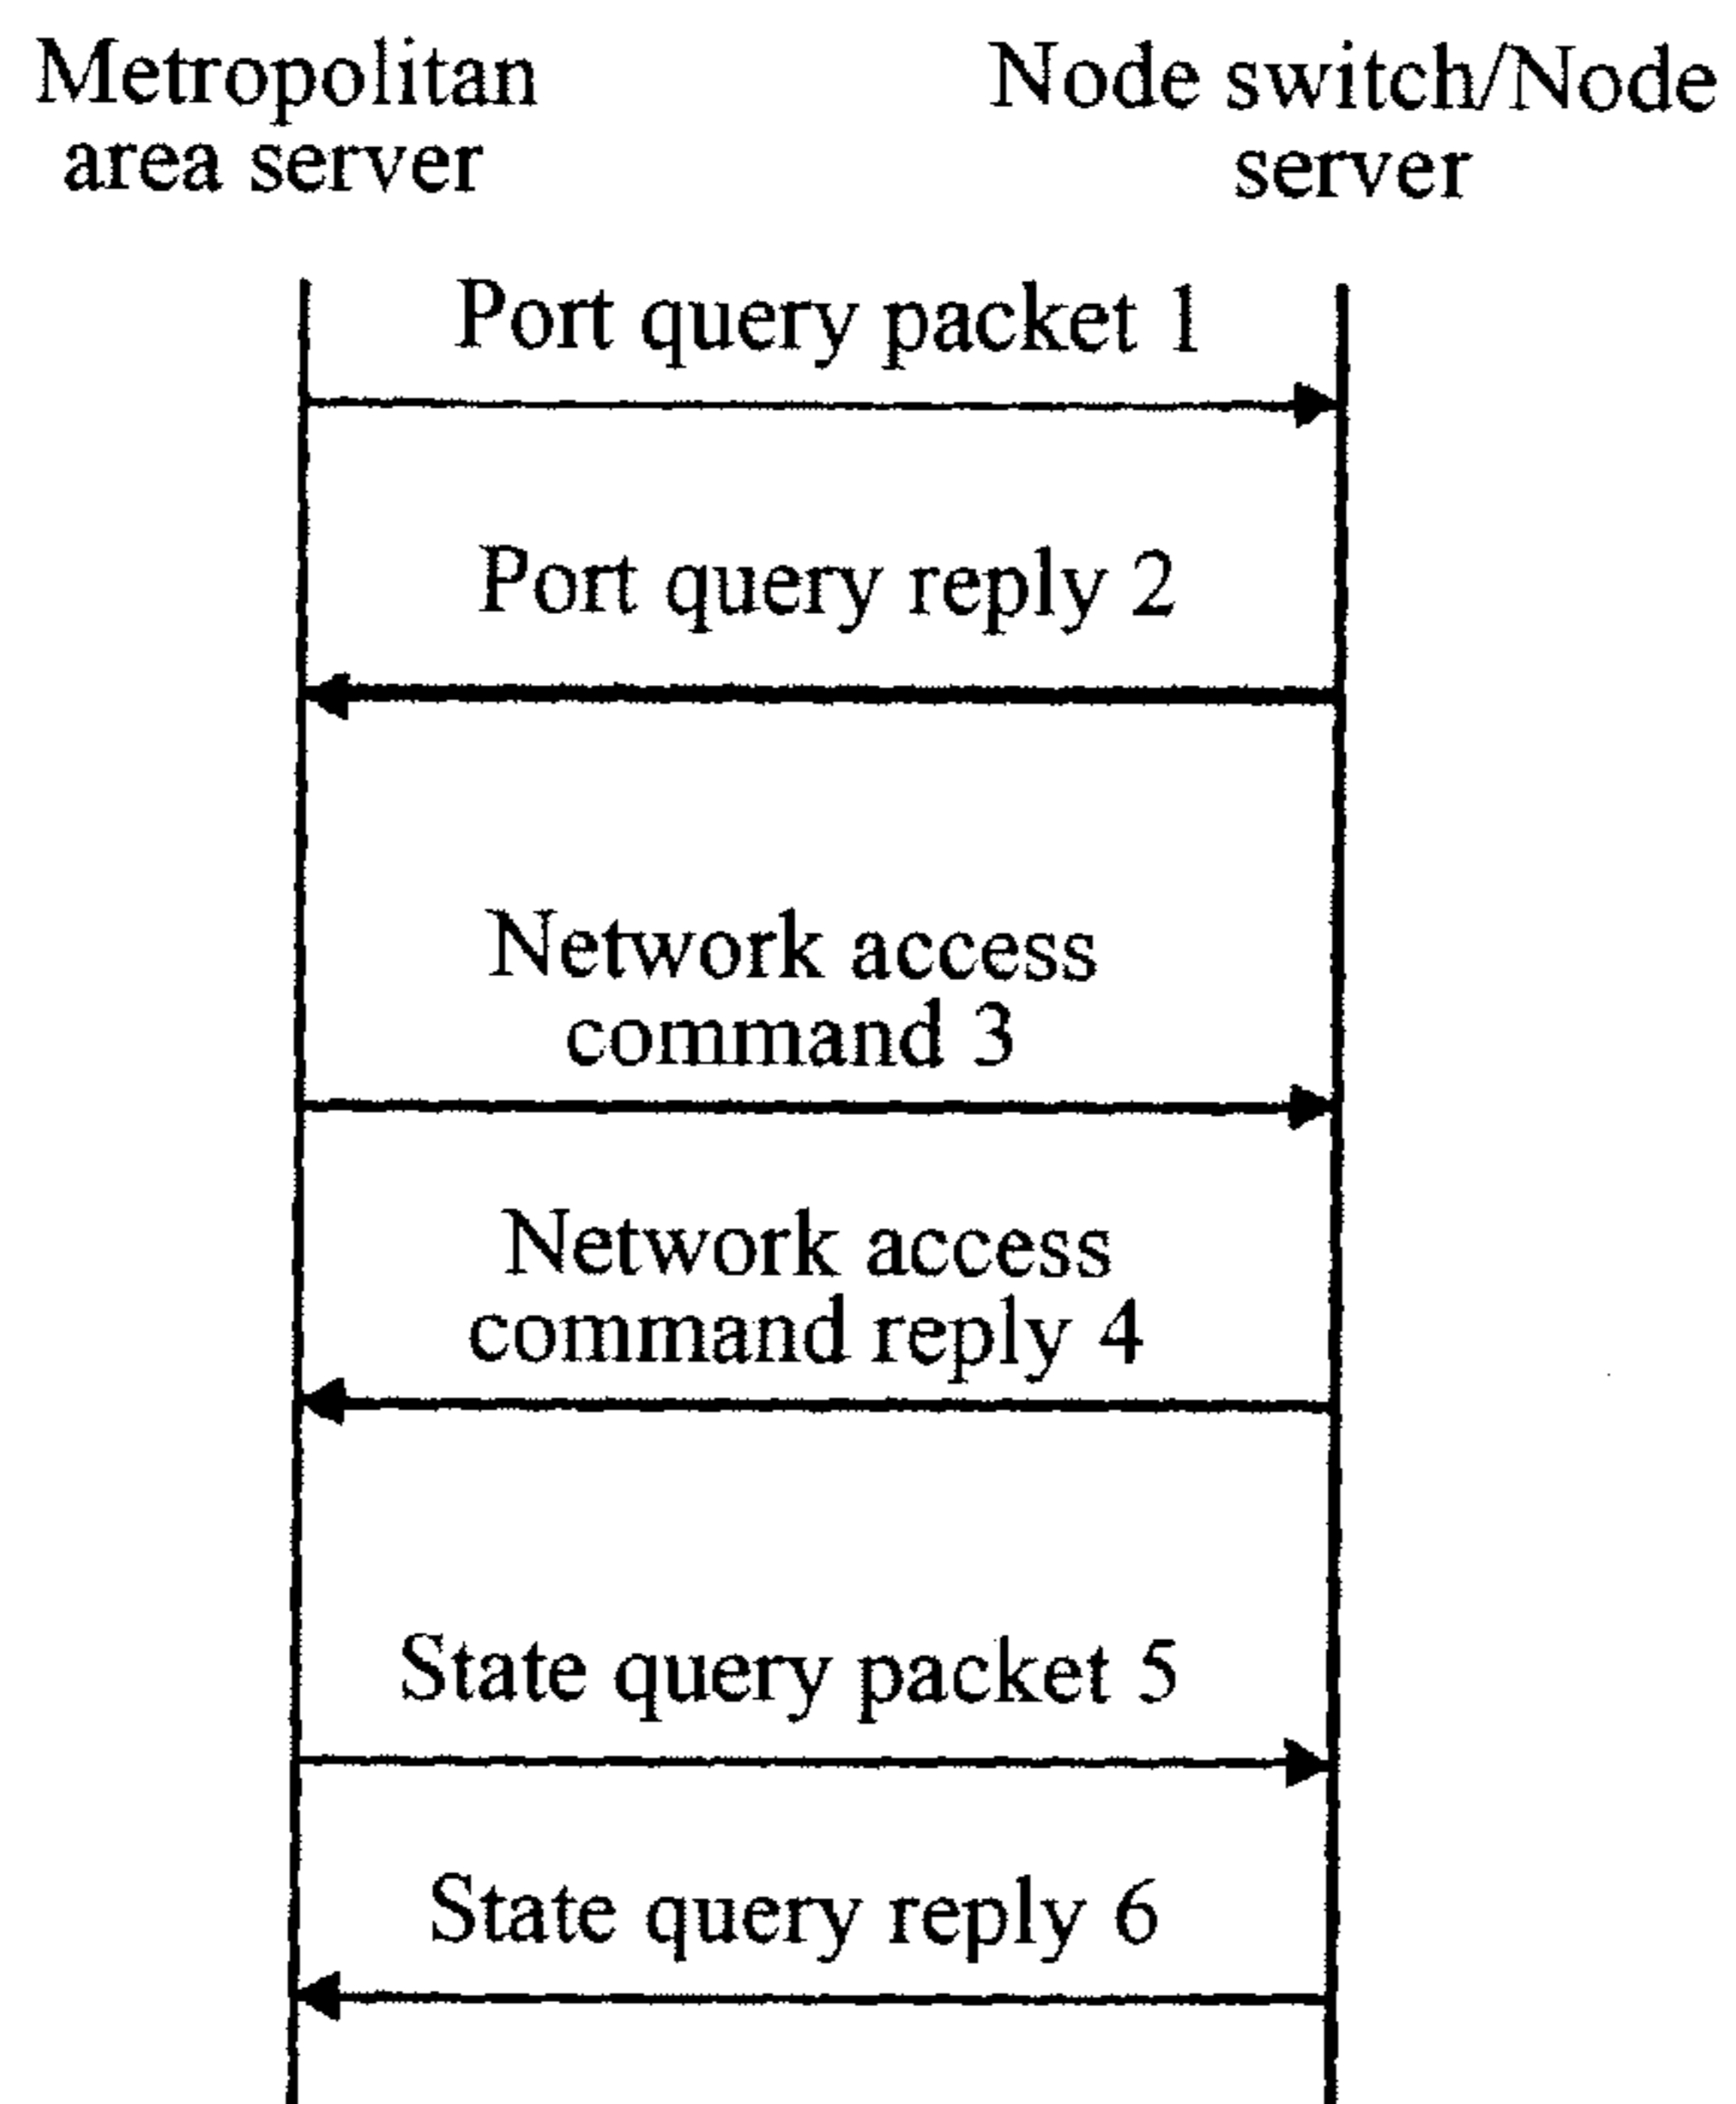 Metropolitan
area server
Node switch/Node
server
Port query packet 1
Port query reply 2
Network access
command 3
Network access
command reply 4
State query packet 5
State query reply 6